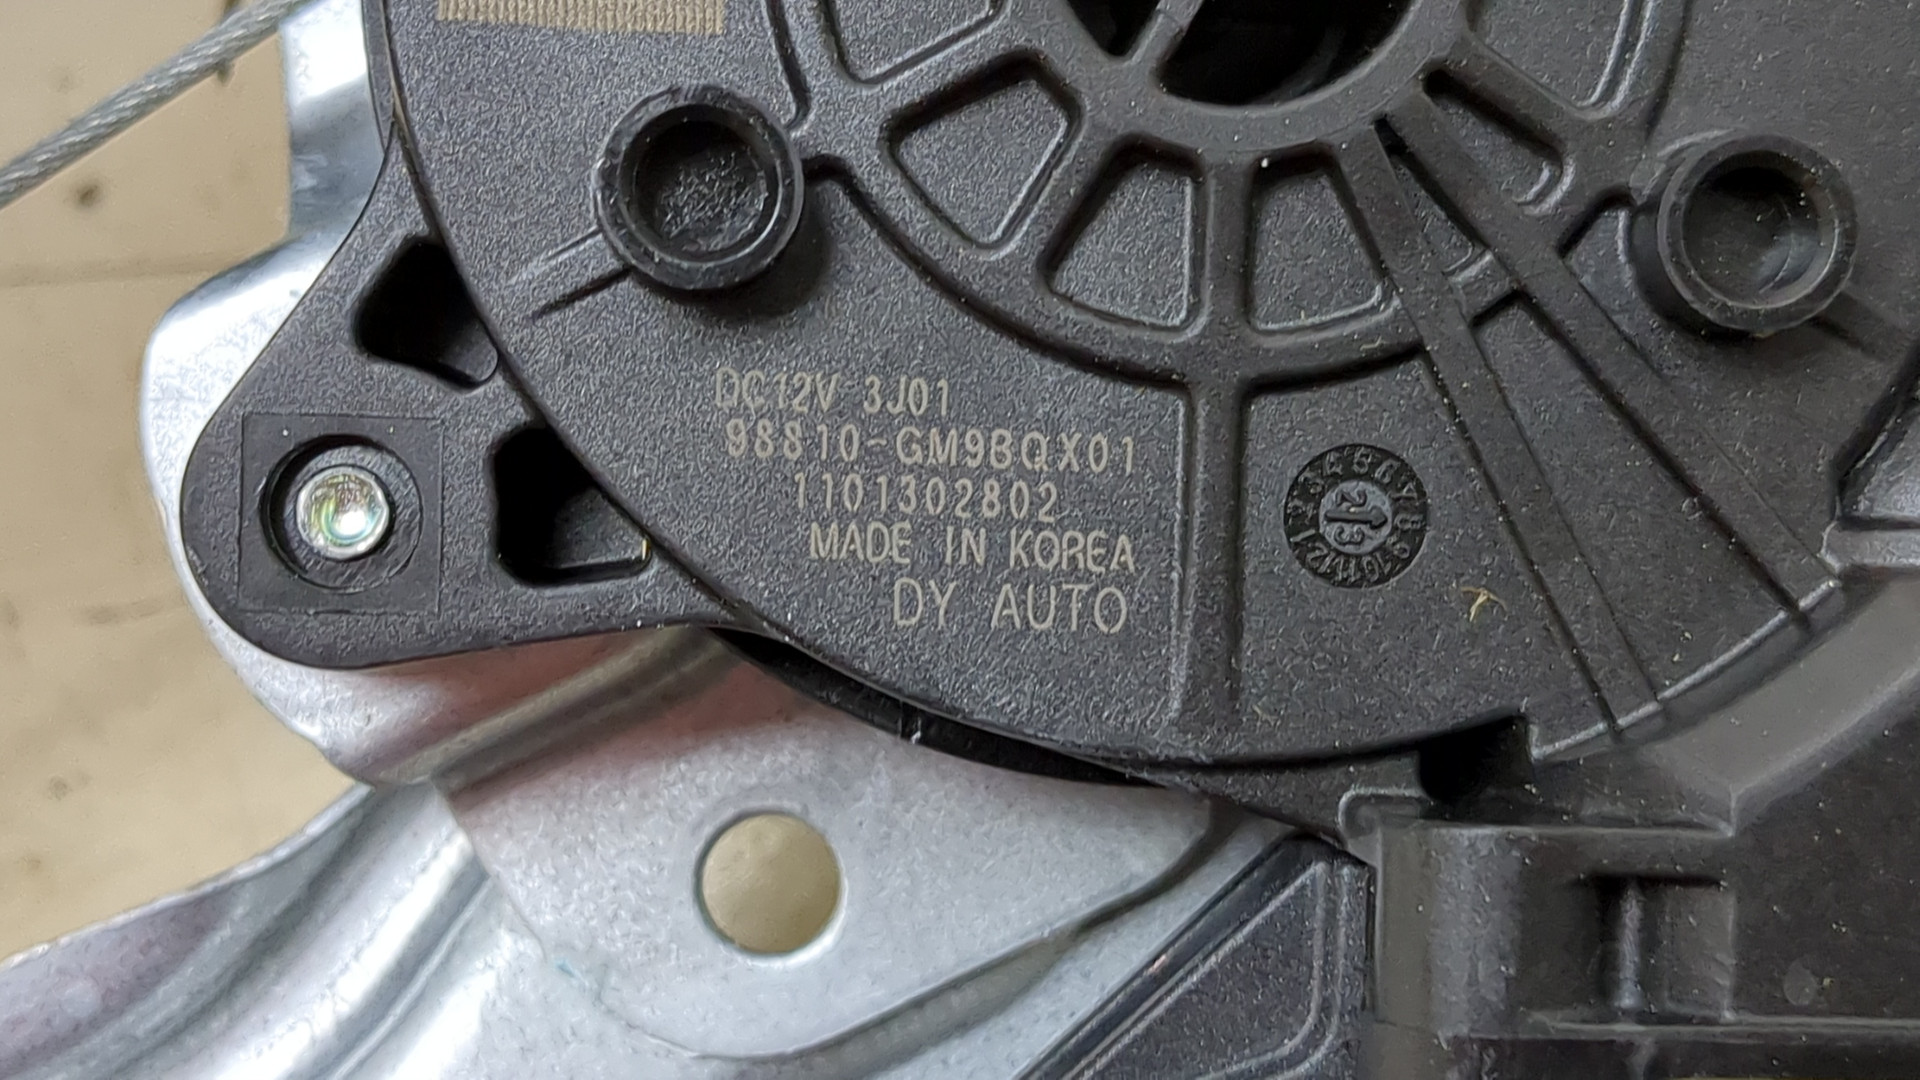 DC12V 3J01
98810-GM9BQX01
1101302802
MADE IN KOREA
DY AUTO